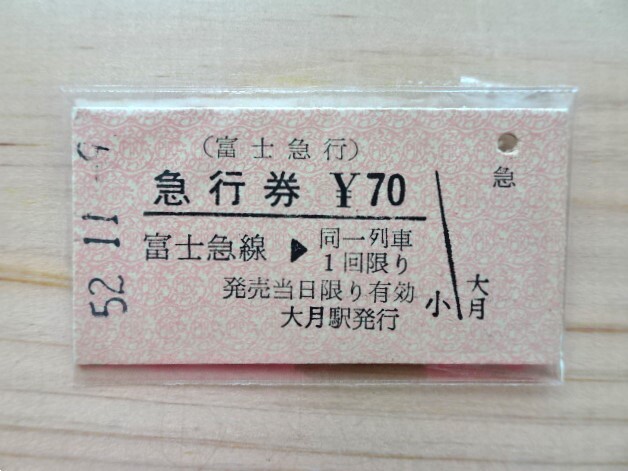 52.11.-9
(富士急行)
急行券 ¥70
富士急線 ▶ 同一列車
1回限り
発売当日限り有効
大月駅発行
小
急
大月